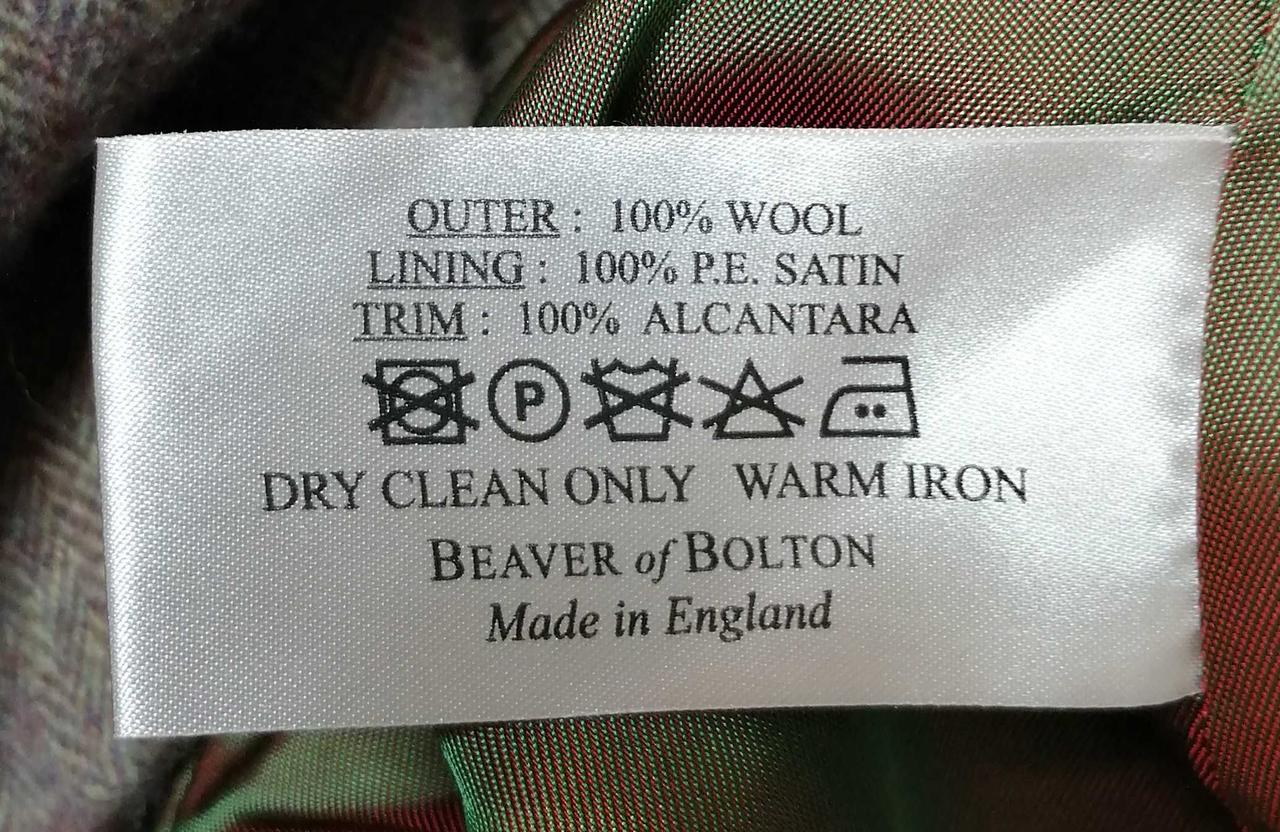 OUTER : 100% WOOL
LINING : 100% P.E. SATIN
TRIM : 100% ALCANTARA
P
DRY CLEAN ONLY WARM IRON
BEAVER of BOLTON
Made in England